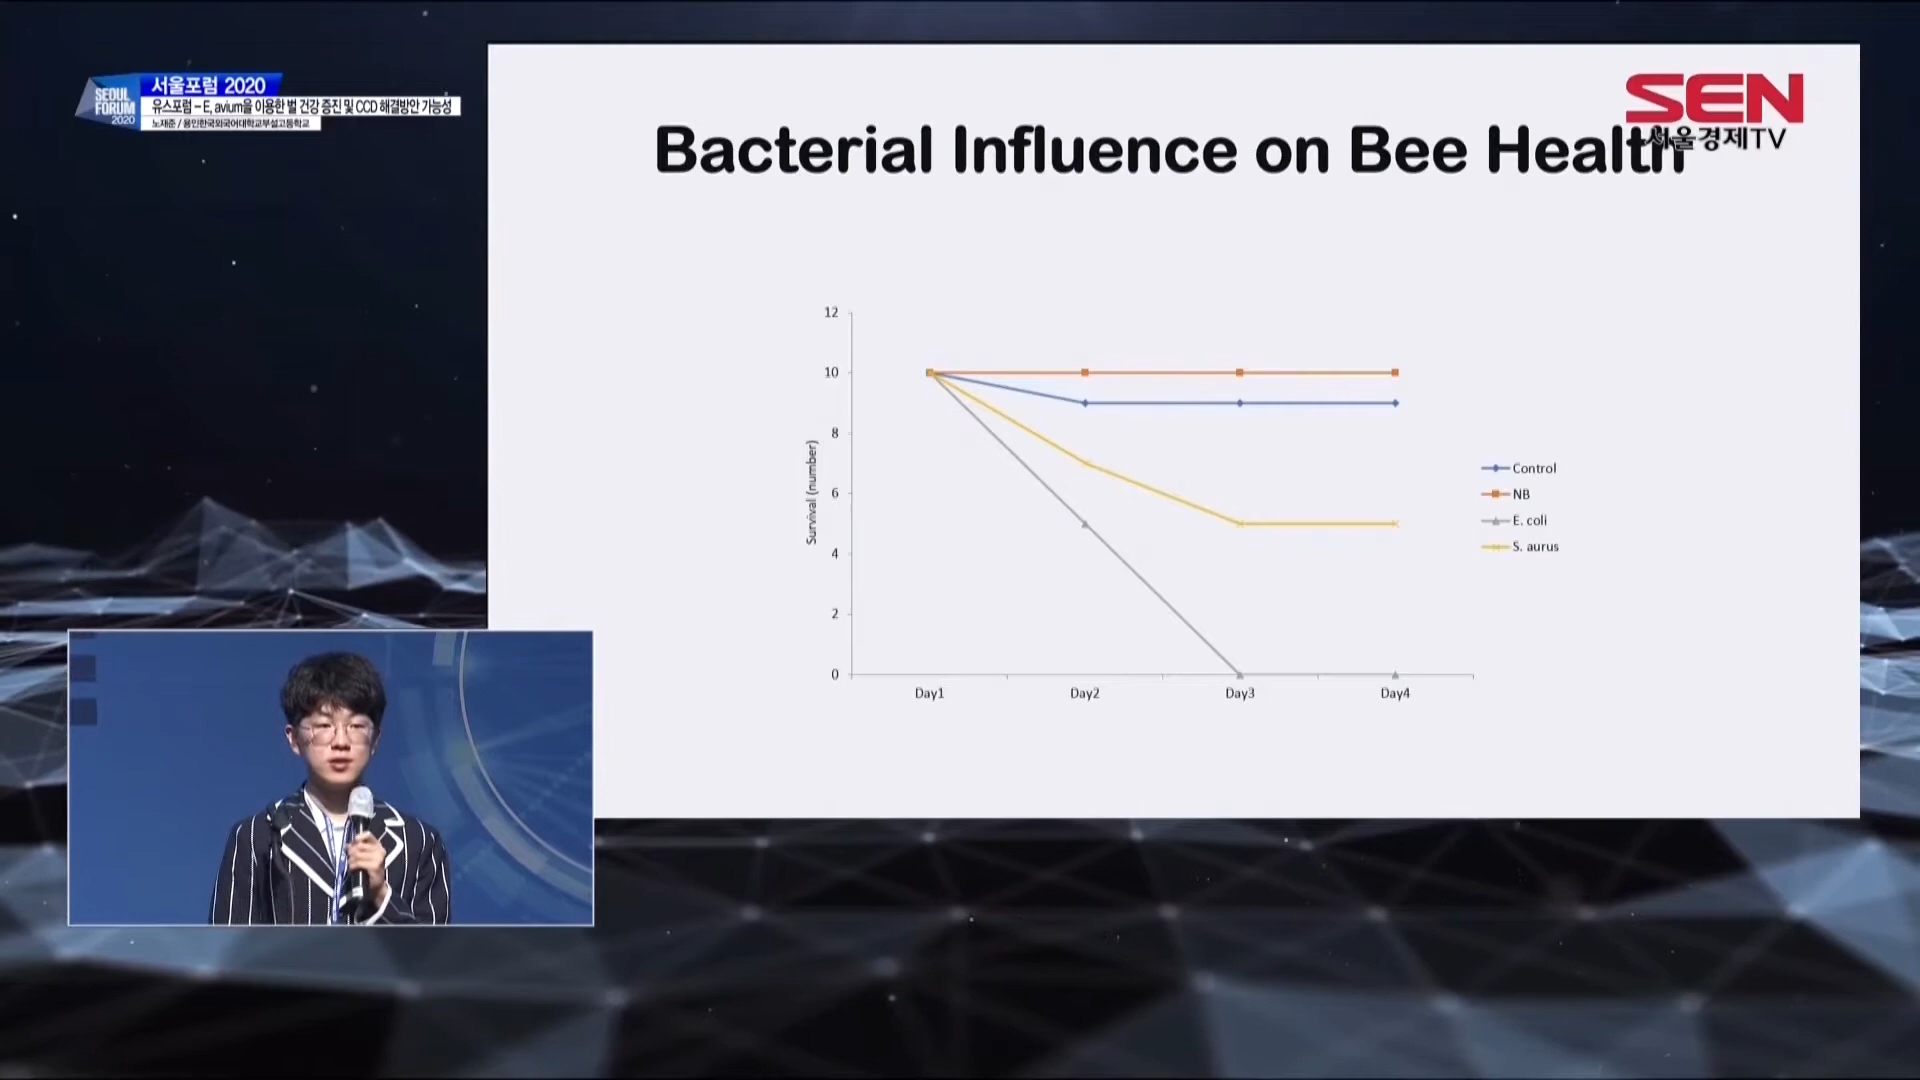 SEOUL
FORUM
2020
서울포럼 2020
유스포럼 – E, avium을 이용한 벌 건강 증진 및 CCD 해결방안 가능성
노재준 / 용인한국외국어대학교부설고등학교
SEN
서울경제TV
Bacterial Influence on Bee Health
Survival (number)
12
10
8
6
4
2
0
Day1 Day2 Day3 Day4
Control
NB
E. coli
S. aurus